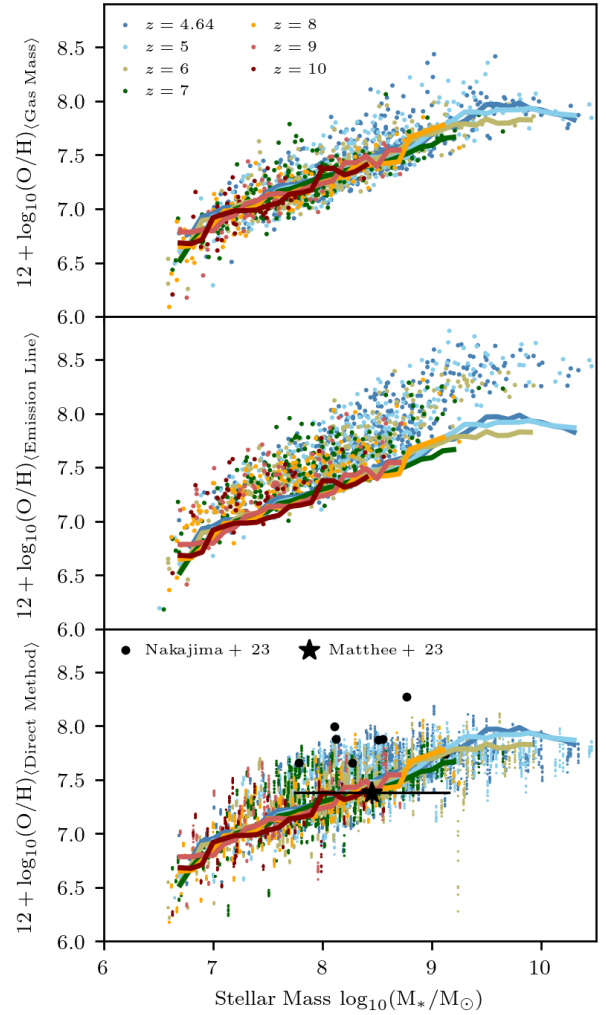 8.5
8.0
7.5
7.0
6.5
6.0
12 + log₁₀(O/H)⟨Gas Mass⟩
z = 4.64
z = 5
z = 6
z = 7
z = 8
z = 9
z = 10
8.5
8.0
7.5
7.0
6.5
6.0
12 + log₁₀(O/H)⟨Emission Line⟩
8.5
8.0
7.5
7.0
6.5
6.0
12 + log₁₀(O/H)⟨Direct Method⟩
Nakajima + 23
Matthee + 23
6 7 8 9 10
Stellar Mass log₁₀(M*/M⊙)